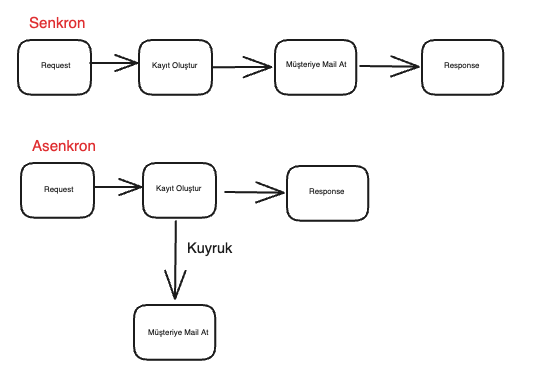 Senkron
Request
Kayıt Oluştur
Müşteriye Mail At
Response
Asenkron
Request
Kayıt Oluştur
Response
Kuyruk
Müşteriye Mail At